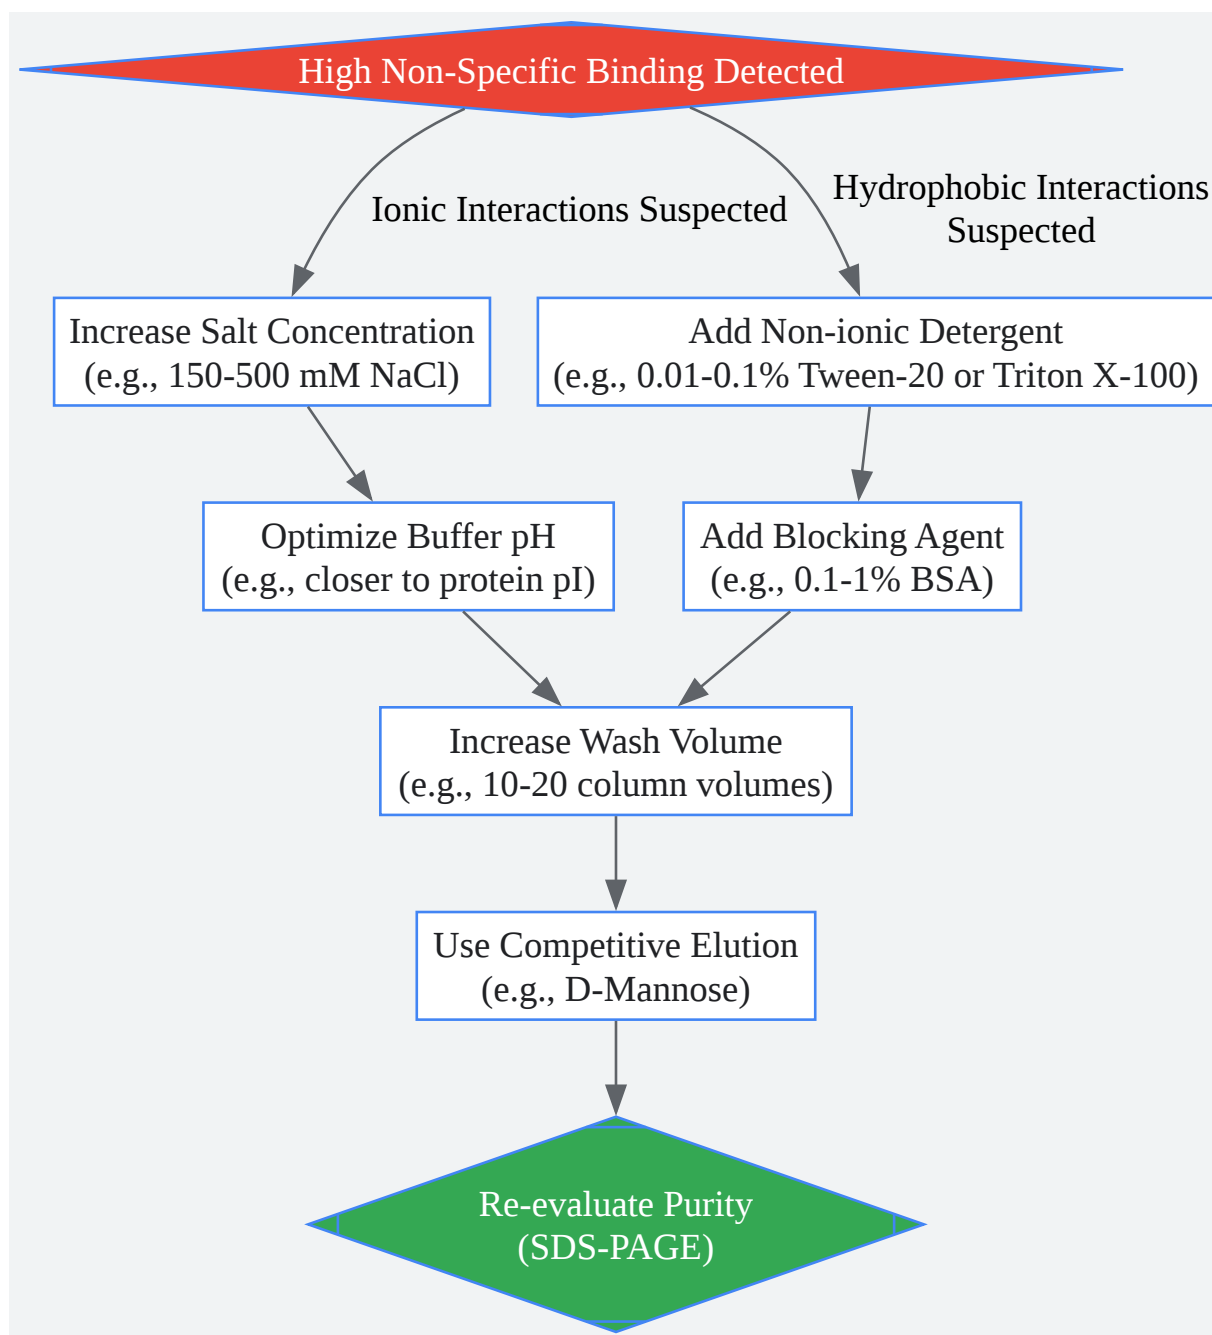 High Non-Specific Binding Detected
Ionic Interactions Suspected
Hydrophobic Interactions
Suspected
Increase Salt Concentration
(e.g., 150-500 mM NaCl)
Add Non-ionic Detergent
(e.g., 0.01-0.1% Tween-20 or Triton X-100)
Optimize Buffer pH
(e.g., closer to protein pI)
Add Blocking Agent
(e.g., 0.1-1% BSA)
Increase Wash Volume
(e.g., 10-20 column volumes)
Use Competitive Elution
(e.g., D-Mannose)
Re-evaluate Purity
(SDS-PAGE)